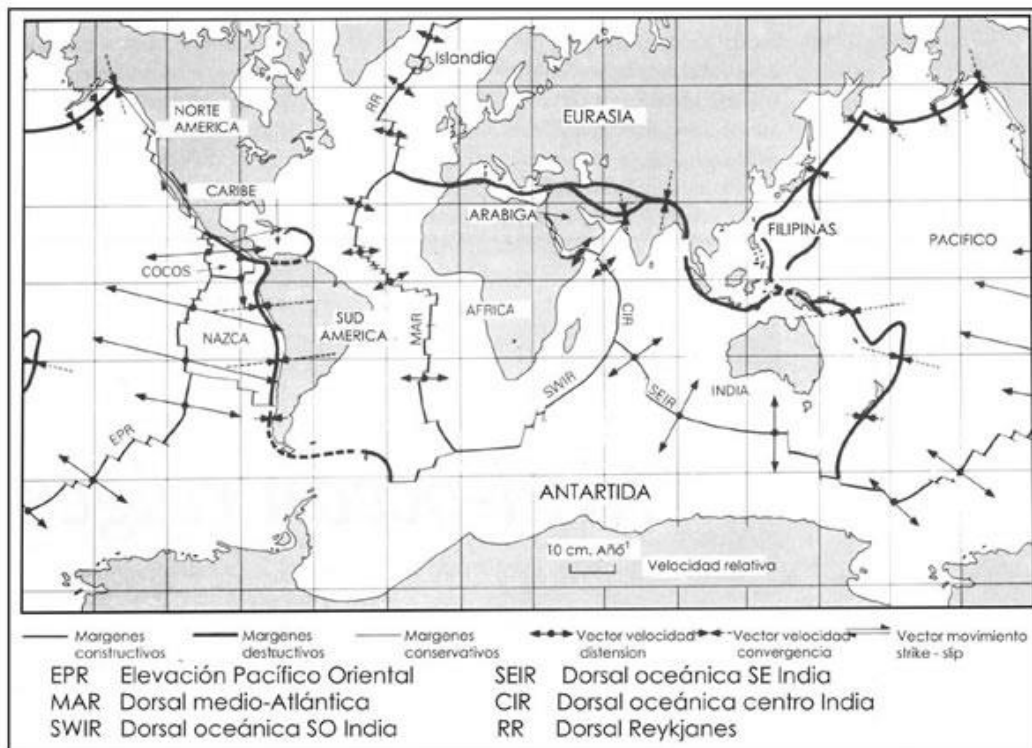 Islandia
RR
NORTE
AMERICA
EURASIA
CARIBE
ARABIGA
FILIPINAS
PACIFICO
COCOS
NAZCA
SUD
AMERICA
MAR
AFRICA
CIR
SWIR
SEIR
INDIA
EPR
ANTARTIDA
10 cm. Añó¹
Velocidad relativa
Margenes constructivos
Margenes destructivos
Margenes conservativos
Vector velocidad distension
Vector velocidad convergencia
Vector movimiento strike - slip
EPR Elevación Pacífico Oriental
SEIR Dorsal oceánica SE India
MAR Dorsal medio-Atlántica
CIR Dorsal oceánica centro India
SWIR Dorsal oceánica SO India
RR Dorsal Reykjanes